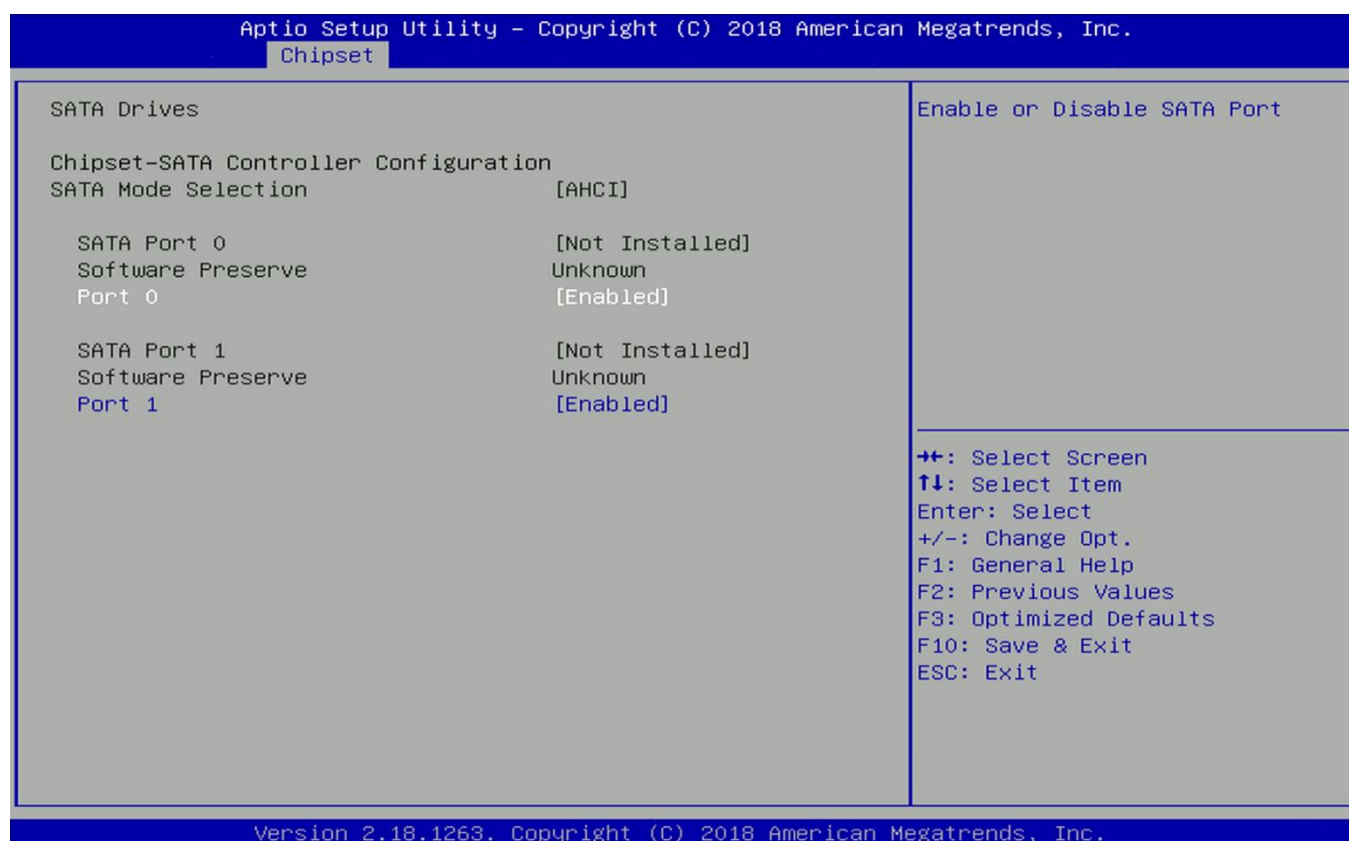 Aptio Setup Utility – Copyright (C) 2018 American Megatrends, Inc.
Chipset
SATA Drives
Chipset-SATA Controller Configuration
SATA Mode Selection [AHCI]
SATA Port 0 [Not Installed]
Software Preserve Unknown
Port 0 [Enabled]
SATA Port 1 [Not Installed]
Software Preserve Unknown
Port 1 [Enabled]
Enable or Disable SATA Port
→←: Select Screen
↑↓: Select Item
Enter: Select
+/-: Change Opt.
F1: General Help
F2: Previous Values
F3: Optimized Defaults
F10: Save & Exit
ESC: Exit
Version 2.18.1263. Copyright (C) 2018 American Megatrends, Inc.